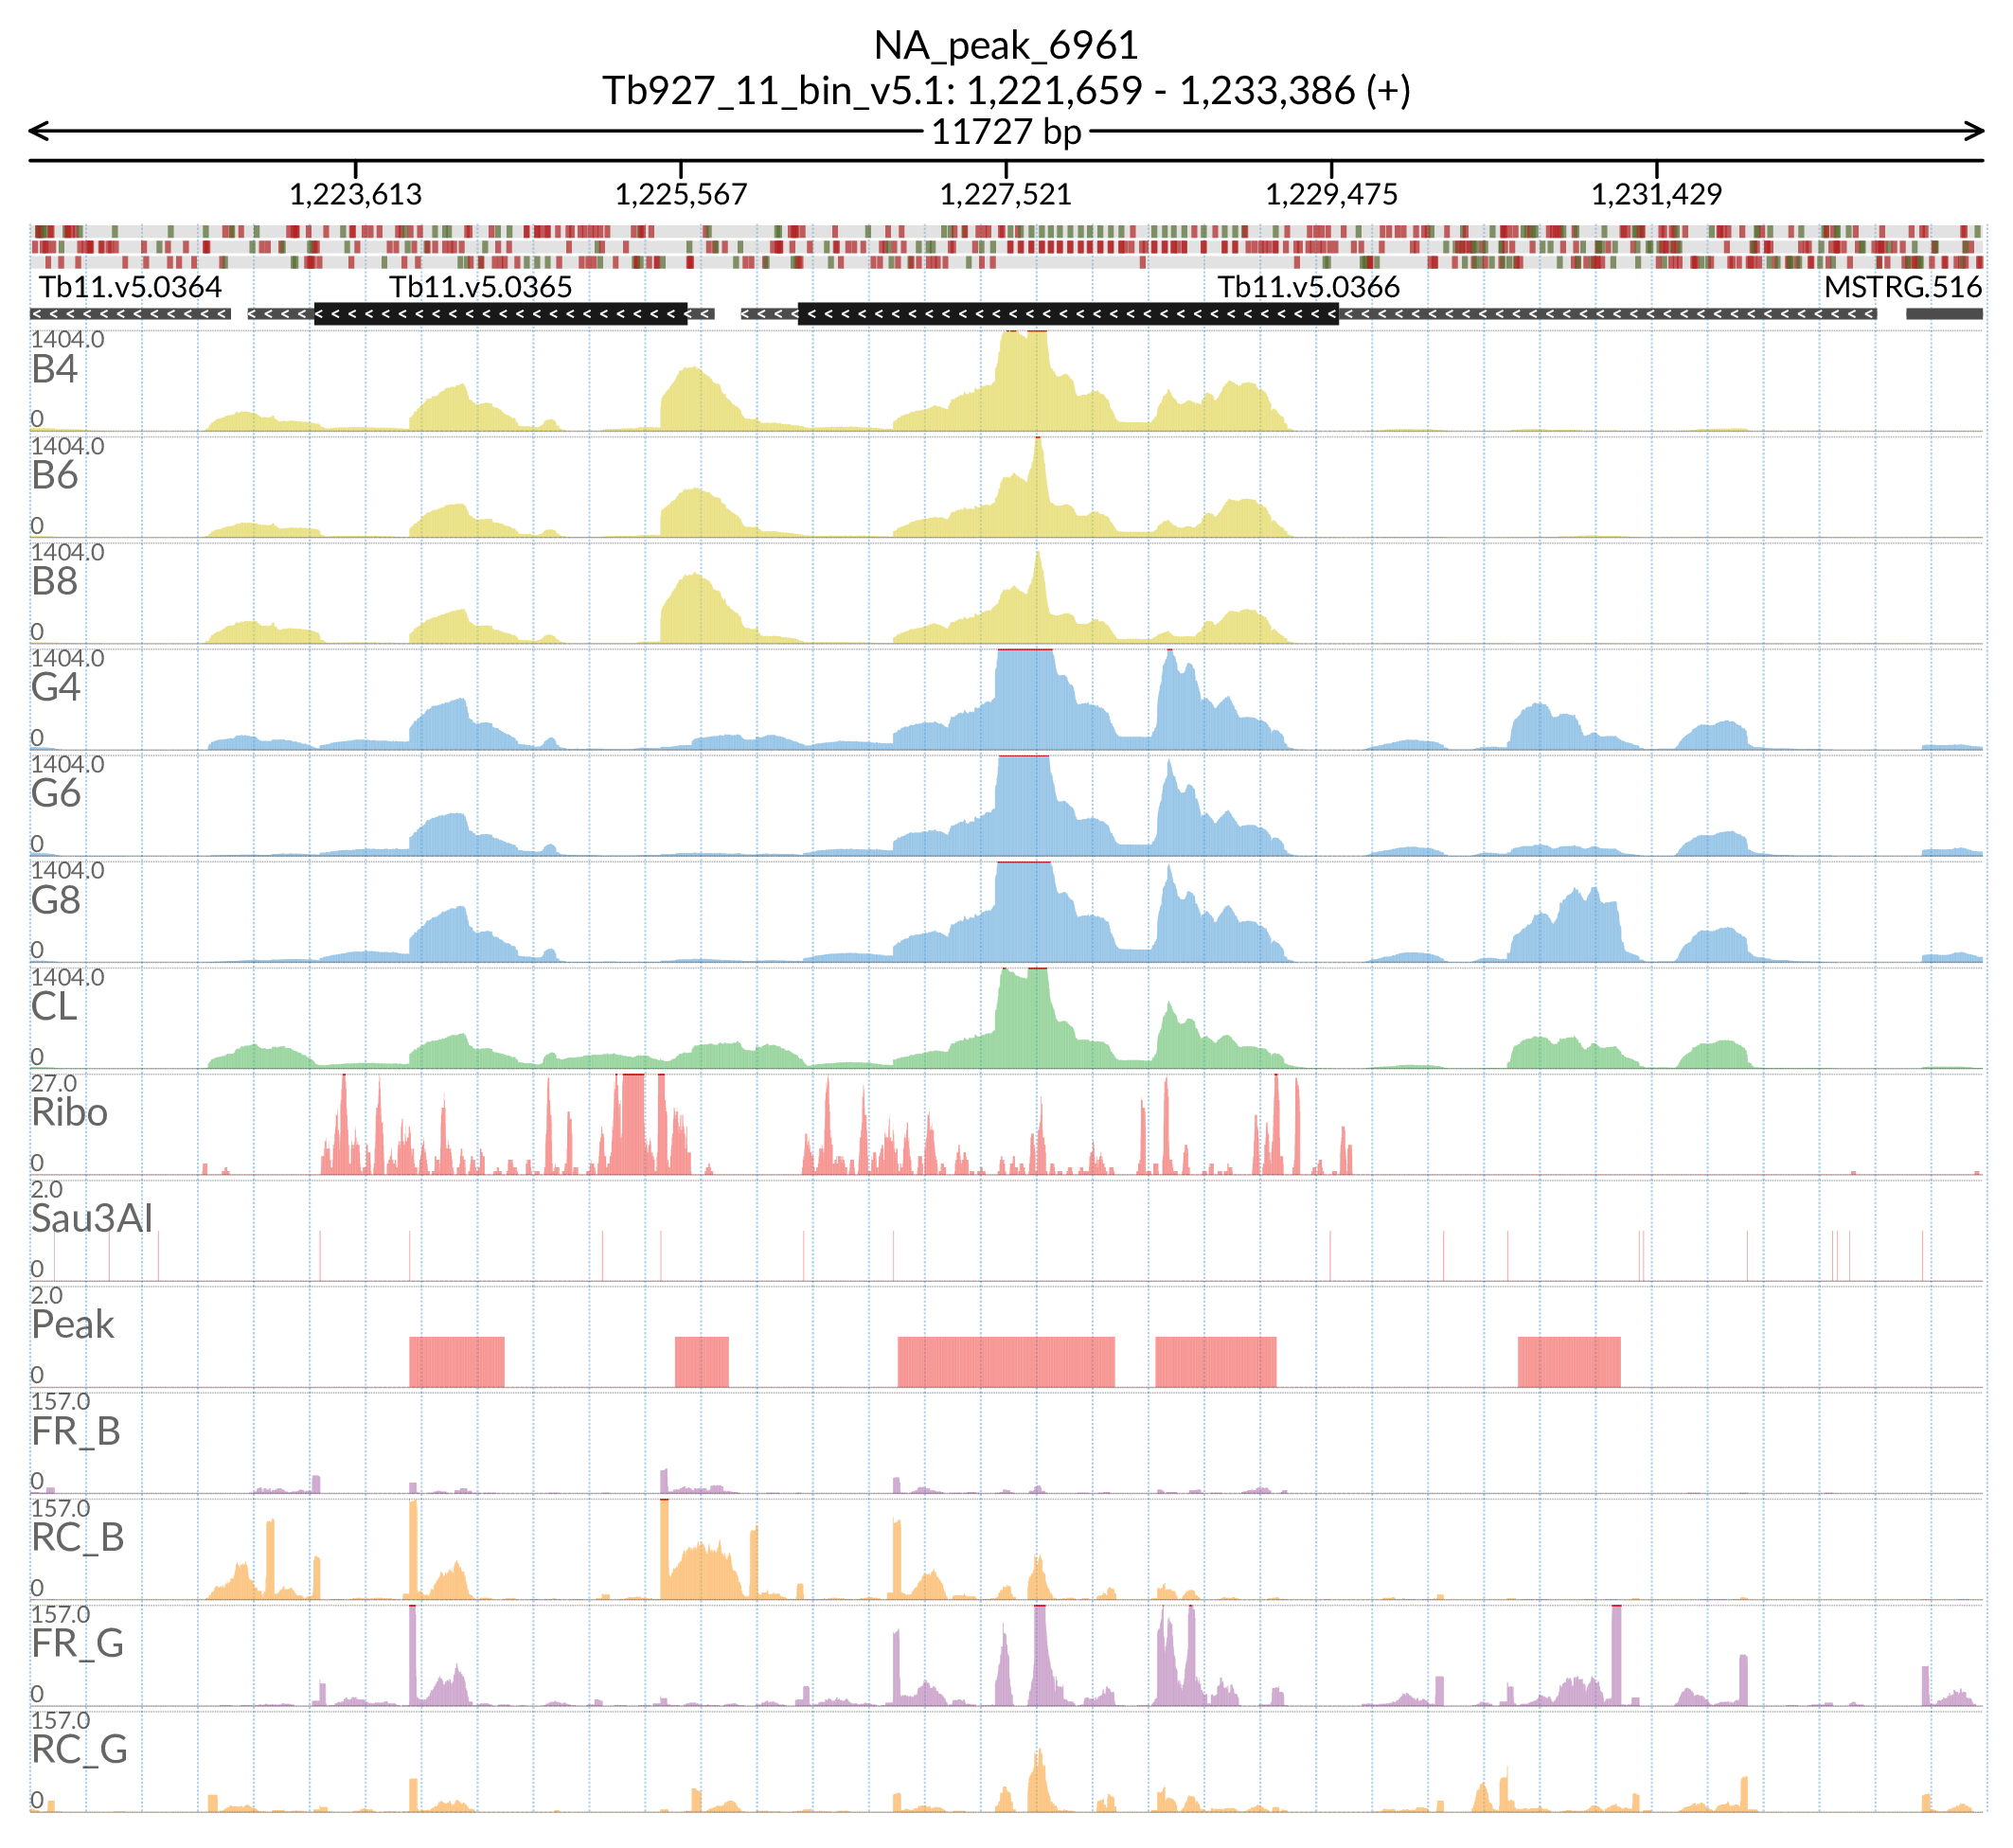 NA_peak_6961
Tb927_11_bin_v5.1: 1,221,659 - 1,233,386 (+)
11727 bp
1,223,613 1,225,567 1,227,521 1,229,475 1,231,429
Tb11.v5.0364 Tb11.v5.0365 Tb11.v5.0366 MSTRG.516
1404.0
B4
0
1404.0
B6
0
1404.0
B8
0
1404.0
G4
0
1404.0
G6
0
1404.0
G8
0
1404.0
CL
0
27.0
Ribo
0
2.0
Sau3AI
0
2.0
Peak
0
157.0
FR_B
0
157.0
RC_B
0
157.0
FR_G
0
157.0
RC_G
0